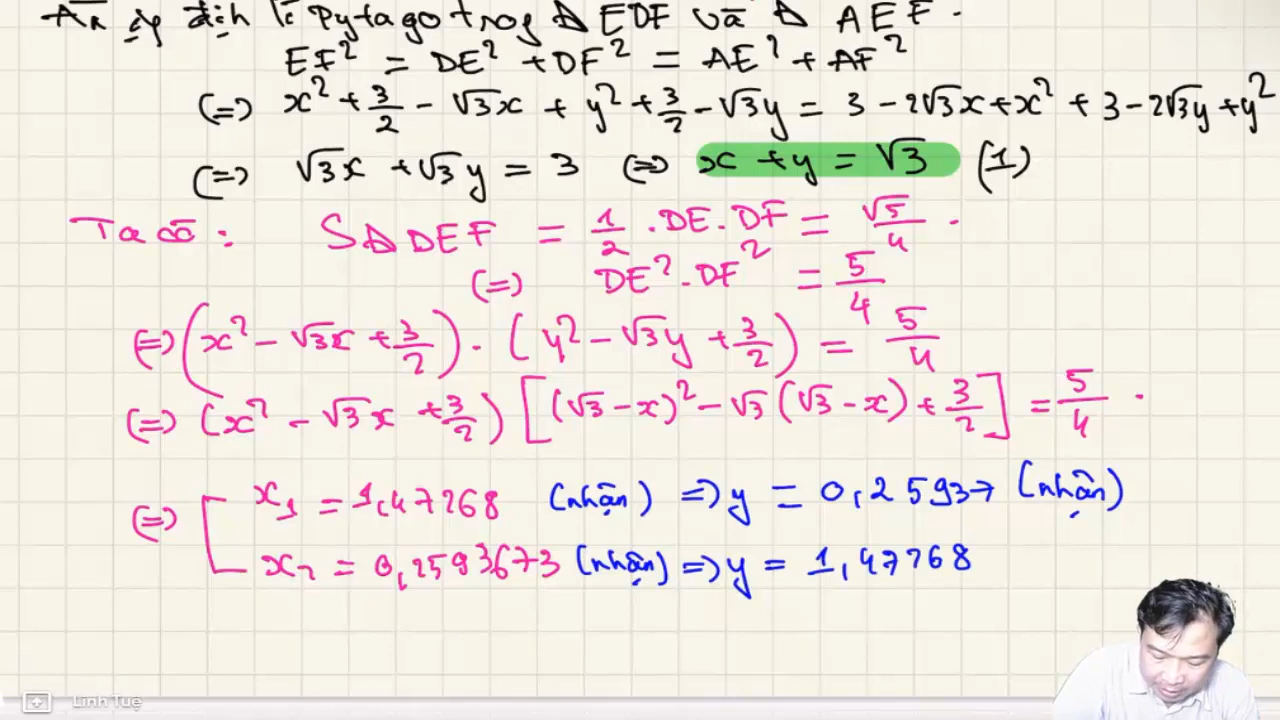 Áp dụng định lí Pytago trong Δ EDF và Δ AEF.
EF² = DE² + DF² = AE² + AF²
(=) x² + 3/2 - √3x + y² + 3/2 - √3y = 3 - 2√3x + x² + 3 - 2√3y + y²
(=) √3x + √3y = 3 (=) x + y = √3 (1)
Ta có: SΔDEF = 1/2 . DE . DF = √5/4 .
(=) DE² . DF² = 5/4
(=) (x² - √3x + 3/2) . (y² - √3y + 3/2) = 5/4
(=) (x² - √3x + 3/2) [(√3 - x)² - √3(√3 - x) + 3/2] = 5/4 .
(=) [ x₁ = 1,47268 (nhận) => y = 0,25937 (nhận)
x₂ = 0,2593673 (nhận) => y = 1,47268
Linh Tuệ